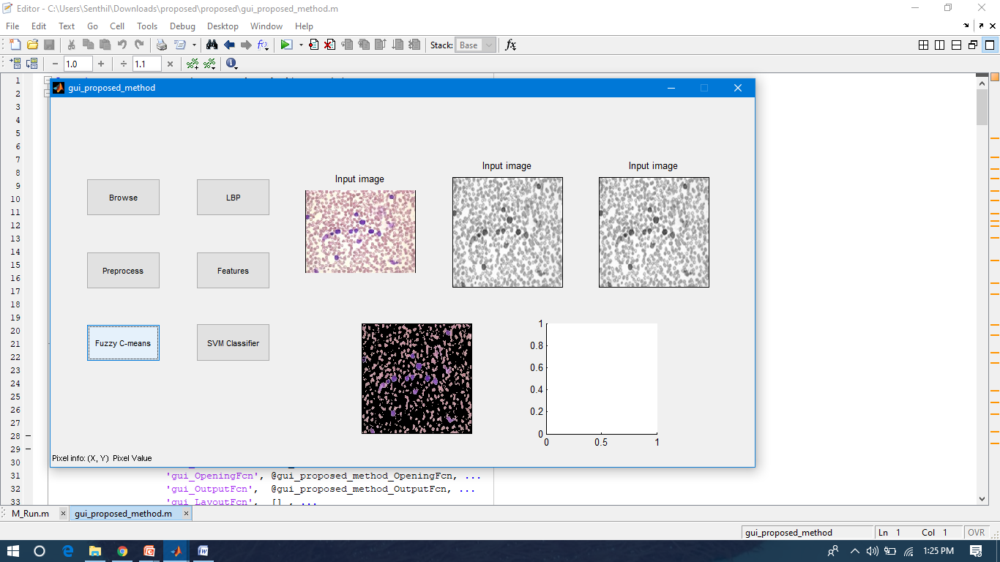 Editor - C:\Users\Senthil\Downloads\proposed\proposed\gui_proposed_method.m
File Edit Text Go Cell Tools Debug Desktop Window Help
Stack: Base fx
− 1.0 + ÷ 1.1 ×
1
2
3
4
5
6
7
8
9
10
11
12
13
14
15
16
17
18
19
20
21
22
23
24
25
26
27
28 –
29 –
30
31 'gui_OpeningFcn', @gui_proposed_method_OpeningFcn, ...
32 'gui_OutputFcn', @gui_proposed_method_OutputFcn, ...
33 'gui_LayoutFcn', [] , ...
gui_proposed_method
Input image
Input image
Input image
Browse
LBP
Preprocess
Features
Fuzzy C-means
SVM Classifier
1
0.8
0.6
0.4
0.2
0
0 0.5 1
Pixel info: (X, Y) Pixel Value
M_Run.m × gui_proposed_method.m ×
gui_proposed_method Ln 1 Col 1 OVR
1:25 PM